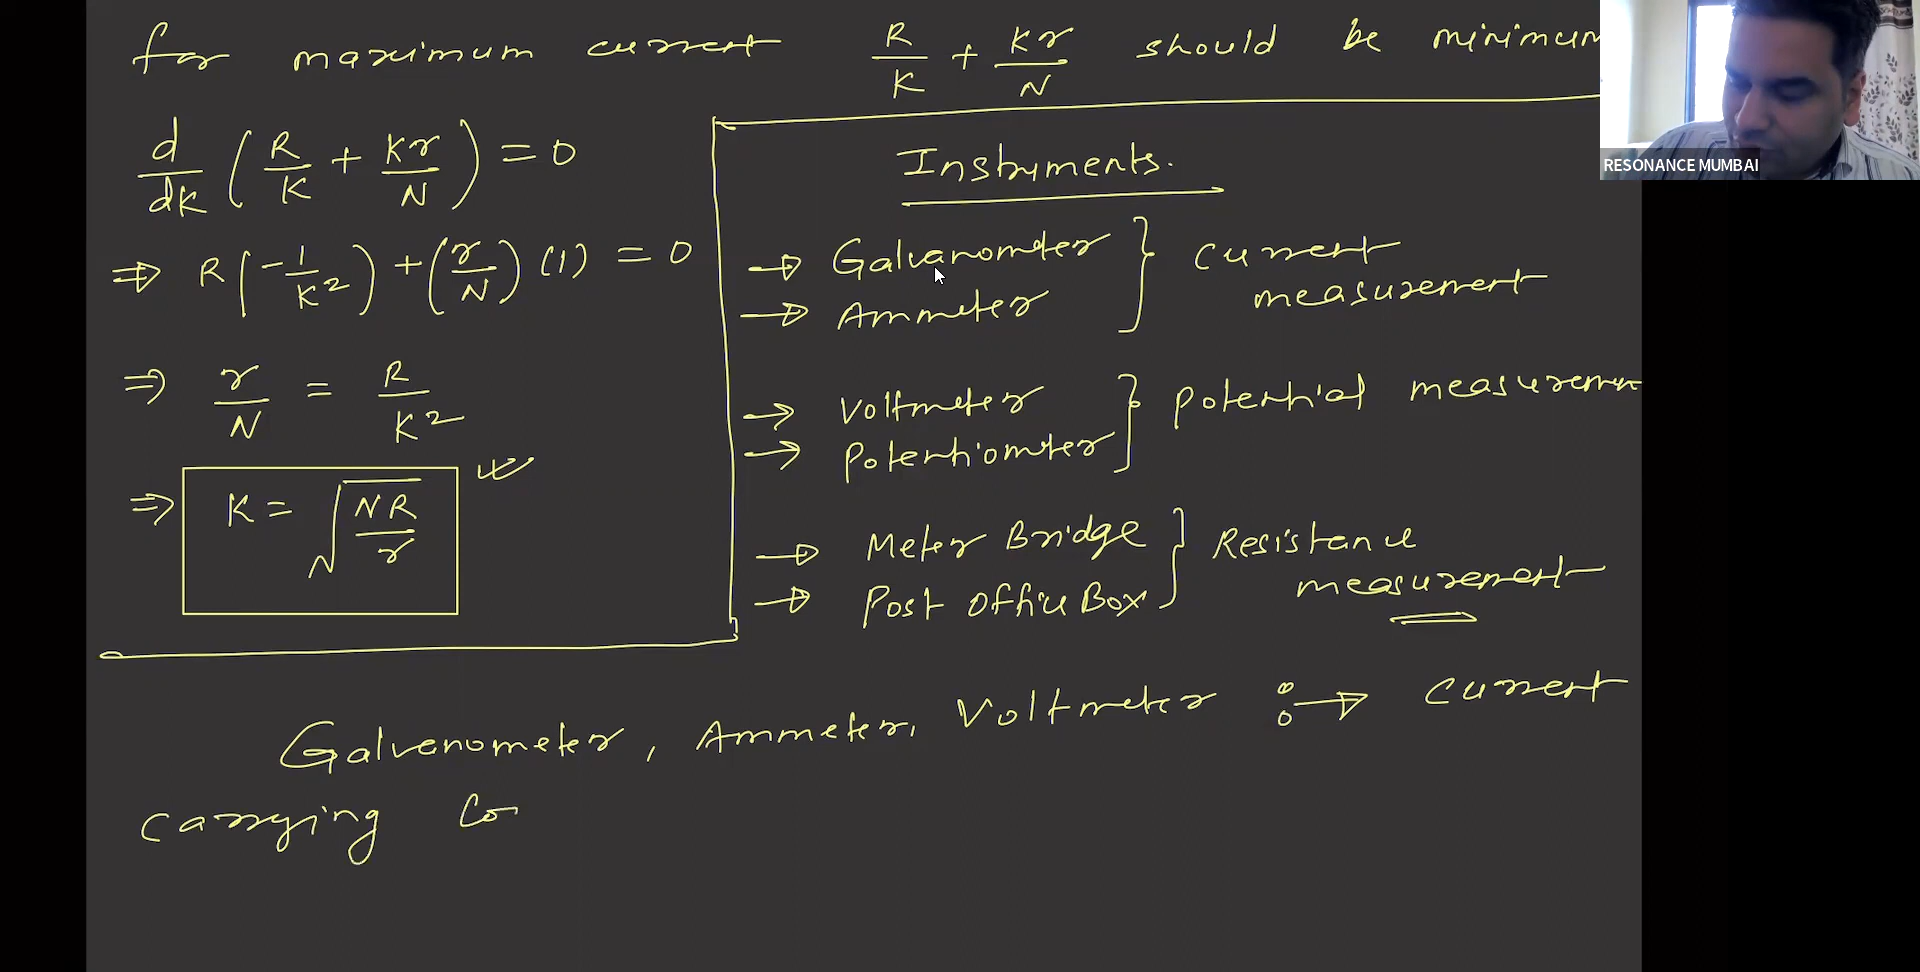 for maximum current R/K + Kr/N should be minimum
d/dK (R/K + Kr/N) = 0
⇒ R(-1/K²) + (r/N)(1) = 0
⇒ r/N = R/K²
⇒ K = √(NR/r)
Instruments.
→ Galvanometer } Current measurement
→ Ammeter
→ Voltmeter } Potential measuremen
→ Potentiometer
→ Meter Bridge } Resistance measurement
→ Post Office Box
Galvenometer, Ammeter, Voltmeter :→ Current
carrying Co
RESONANCE MUMBAI